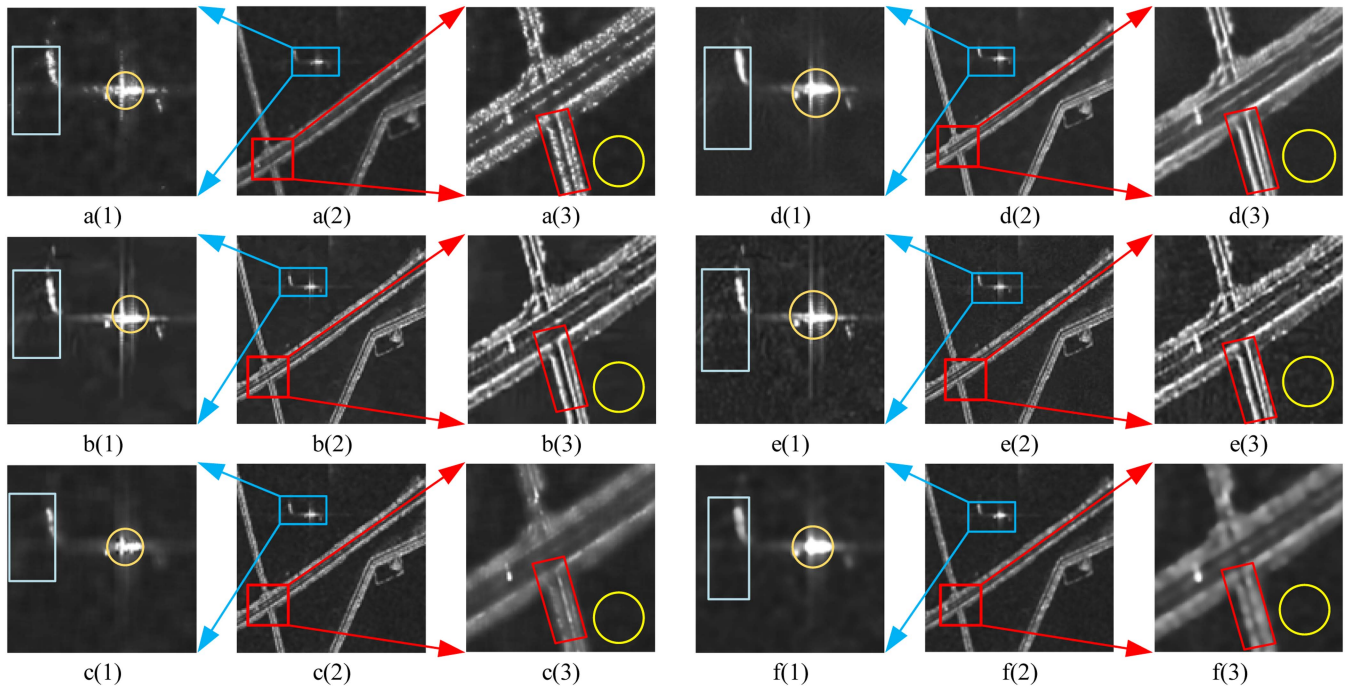 a(1) a(2) a(3) d(1) d(2) d(3)
b(1) b(2) b(3) e(1) e(2) e(3)
c(1) c(2) c(3) f(1) f(2) f(3)